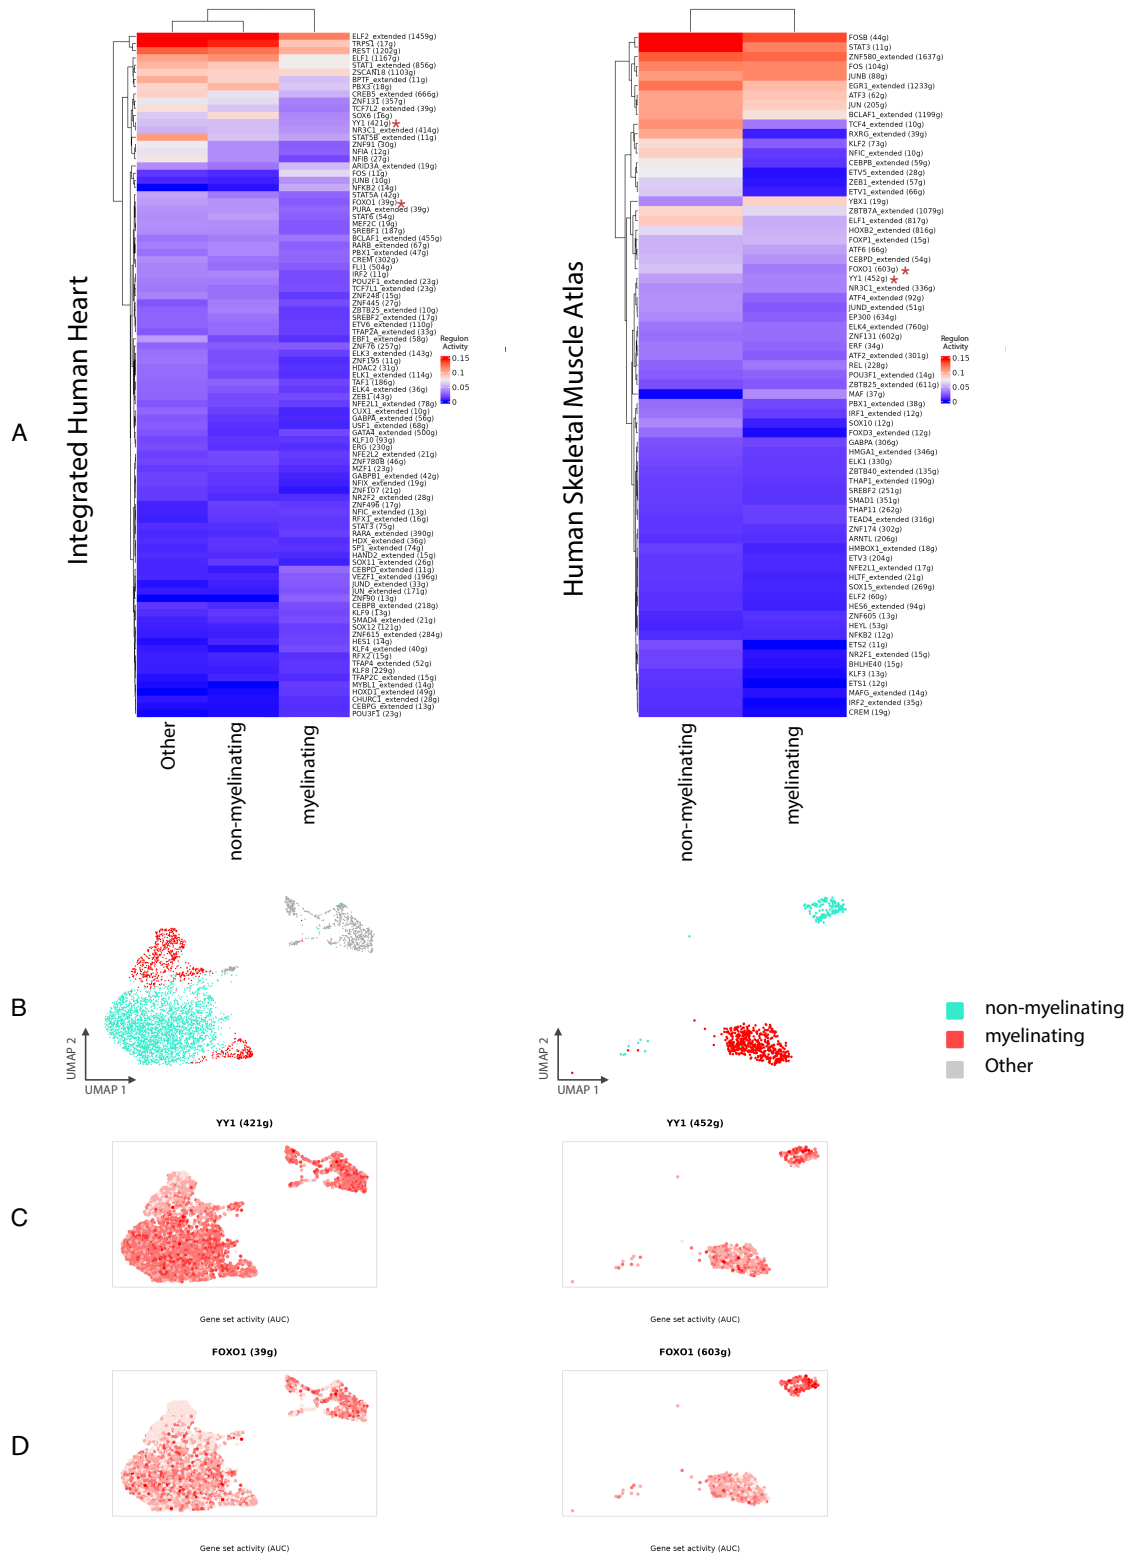 A
Integrated Human Heart
ELF2_extended (1459g)
TRPS1 (17g)
REST (1202g)
ELF1 (1167g)
STAT1_extended (856g)
ZSCAN18 (1103g)
BPTF_extended (11g)
PBX3 (18g)
CREB5_extended (666g)
ZNF131 (357g)
TCF7L2_extended (39g)
SOX6 (16g)
YY1 (421g) *
NR3C1_extended (414g)
STAT5B_extended (11g)
ZNF91 (30g)
NFIA (12g)
NFIB (27g)
ARID3A_extended (19g)
FOS (11g)
JUNB (10g)
NFKB2 (14g)
STAT5A (42g)
FOXO1 (39g) *
PURA_extended (39g)
STAT6 (54g)
MEF2C (19g)
SREBF1 (187g)
BCLAF1_extended (455g)
RARB_extended (67g)
PBX1_extended (47g)
CREM (302g)
FLI1 (504g)
IRF2 (11g)
POU2F1_extended (23g)
TCF7L1_extended (23g)
ZNF248 (15g)
ZNF445 (27g)
ZBTB25_extended (10g)
SREBF2_extended (17g)
ETV6_extended (110g)
TFAP2A_extended (33g)
EBF1_extended (58g)
ZNF76 (257g)
ELK3_extended (143g)
ZNF195 (11g)
HDAC2 (31g)
ELK1_extended (114g)
TAF1 (186g)
ELK4_extended (36g)
ZEB1 (43g)
NFE2L1_extended (78g)
CUX1_extended (10g)
GABPA_extended (56g)
USF1_extended (68g)
GATA4_extended (500g)
KLF10 (93g)
ERG (230g)
NFE2L2_extended (21g)
ZNF780B (46g)
MZF1 (23g)
GABPB1_extended (42g)
NFIX_extended (19g)
ZNF107 (21g)
NR2F2_extended (28g)
ZNF496 (17g)
NFIC_extended (13g)
RFX1_extended (16g)
STAT3 (75g)
RARA_extended (390g)
HDX_extended (36g)
SP1_extended (74g)
HAND2_extended (15g)
SOX11_extended (26g)
CEBPD_extended (11g)
VEZF1_extended (196g)
JUND_extended (33g)
JUN_extended (171g)
ZNF90 (13g)
CEBPB_extended (218g)
KLF9 (13g)
SMAD4_extended (21g)
SOX12 (121g)
ZNF615_extended (284g)
HES1 (14g)
KLF4_extended (40g)
RFX2 (15g)
TFAP4_extended (52g)
KLF8 (229g)
TFAP2C_extended (15g)
MYBL1_extended (14g)
HOXD1_extended (49g)
CHURC1_extended (28g)
CEBPG_extended (13g)
POU3F1 (23g)
Regulon
Activity
0.15
0.1
0.05
0
Other
non-myelinating
myelinating
Human Skeletal Muscle Atlas
FOSB (44g)
STAT3 (11g)
ZNF580_extended (1637g)
FOS (104g)
JUNB (88g)
EGR1_extended (1233g)
ATF3 (62g)
JUN (205g)
BCLAF1_extended (1199g)
TCF4_extended (10g)
RXRG_extended (39g)
KLF2 (73g)
NFIC_extended (10g)
CEBPB_extended (59g)
ETV5_extended (28g)
ZEB1_extended (57g)
ETV1_extended (66g)
YBX1 (19g)
ZBTB7A_extended (1079g)
ELF1_extended (817g)
HOXB2_extended (816g)
FOXP1_extended (15g)
ATF6 (66g)
CEBPD_extended (54g)
FOXO1 (603g) *
YY1 (452g) *
NR3C1_extended (336g)
ATF4_extended (92g)
JUND_extended (51g)
EP300 (634g)
ELK4_extended (760g)
ZNF131 (602g)
ERF (34g)
ATF2_extended (301g)
REL (228g)
POU3F1_extended (14g)
ZBTB25_extended (611g)
MAF (37g)
PBX1_extended (38g)
IRF1_extended (12g)
SOX10 (12g)
FOXD3_extended (12g)
GABPA (306g)
HMGA1_extended (346g)
ELK1 (330g)
ZBTB40_extended (135g)
THAP1_extended (190g)
SREBF2 (251g)
SMAD1 (351g)
THAP11 (262g)
TEAD4_extended (316g)
ZNF174 (302g)
ARNTL (206g)
HMBOX1_extended (18g)
ETV3 (204g)
NFE2L1_extended (17g)
HLTF_extended (21g)
SOX15_extended (269g)
ELF2 (60g)
HES6_extended (94g)
ZNF605 (13g)
HEYL (53g)
NFKB2 (12g)
ETS2 (11g)
NR2F1_extended (15g)
BHLHE40 (15g)
KLF3 (13g)
ETS1 (12g)
MAFG_extended (14g)
IRF2_extended (35g)
CREM (19g)
Regulon
Activity
0.15
0.1
0.05
0
non-myelinating
myelinating
B
UMAP 2
UMAP 1
UMAP 2
UMAP 1
non-myelinating
myelinating
Other
C
YY1 (421g)
Gene set activity (AUC)
YY1 (452g)
Gene set activity (AUC)
D
FOXO1 (39g)
Gene set activity (AUC)
FOXO1 (603g)
Gene set activity (AUC)